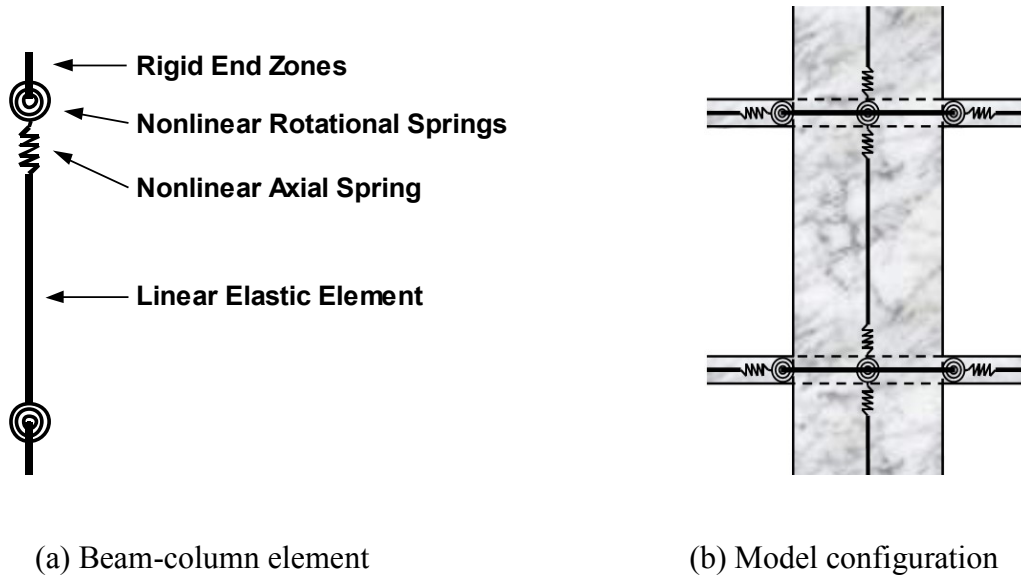 Rigid End Zones
Nonlinear Rotational Springs
Nonlinear Axial Spring
Linear Elastic Element
(a) Beam-column element
(b) Model configuration